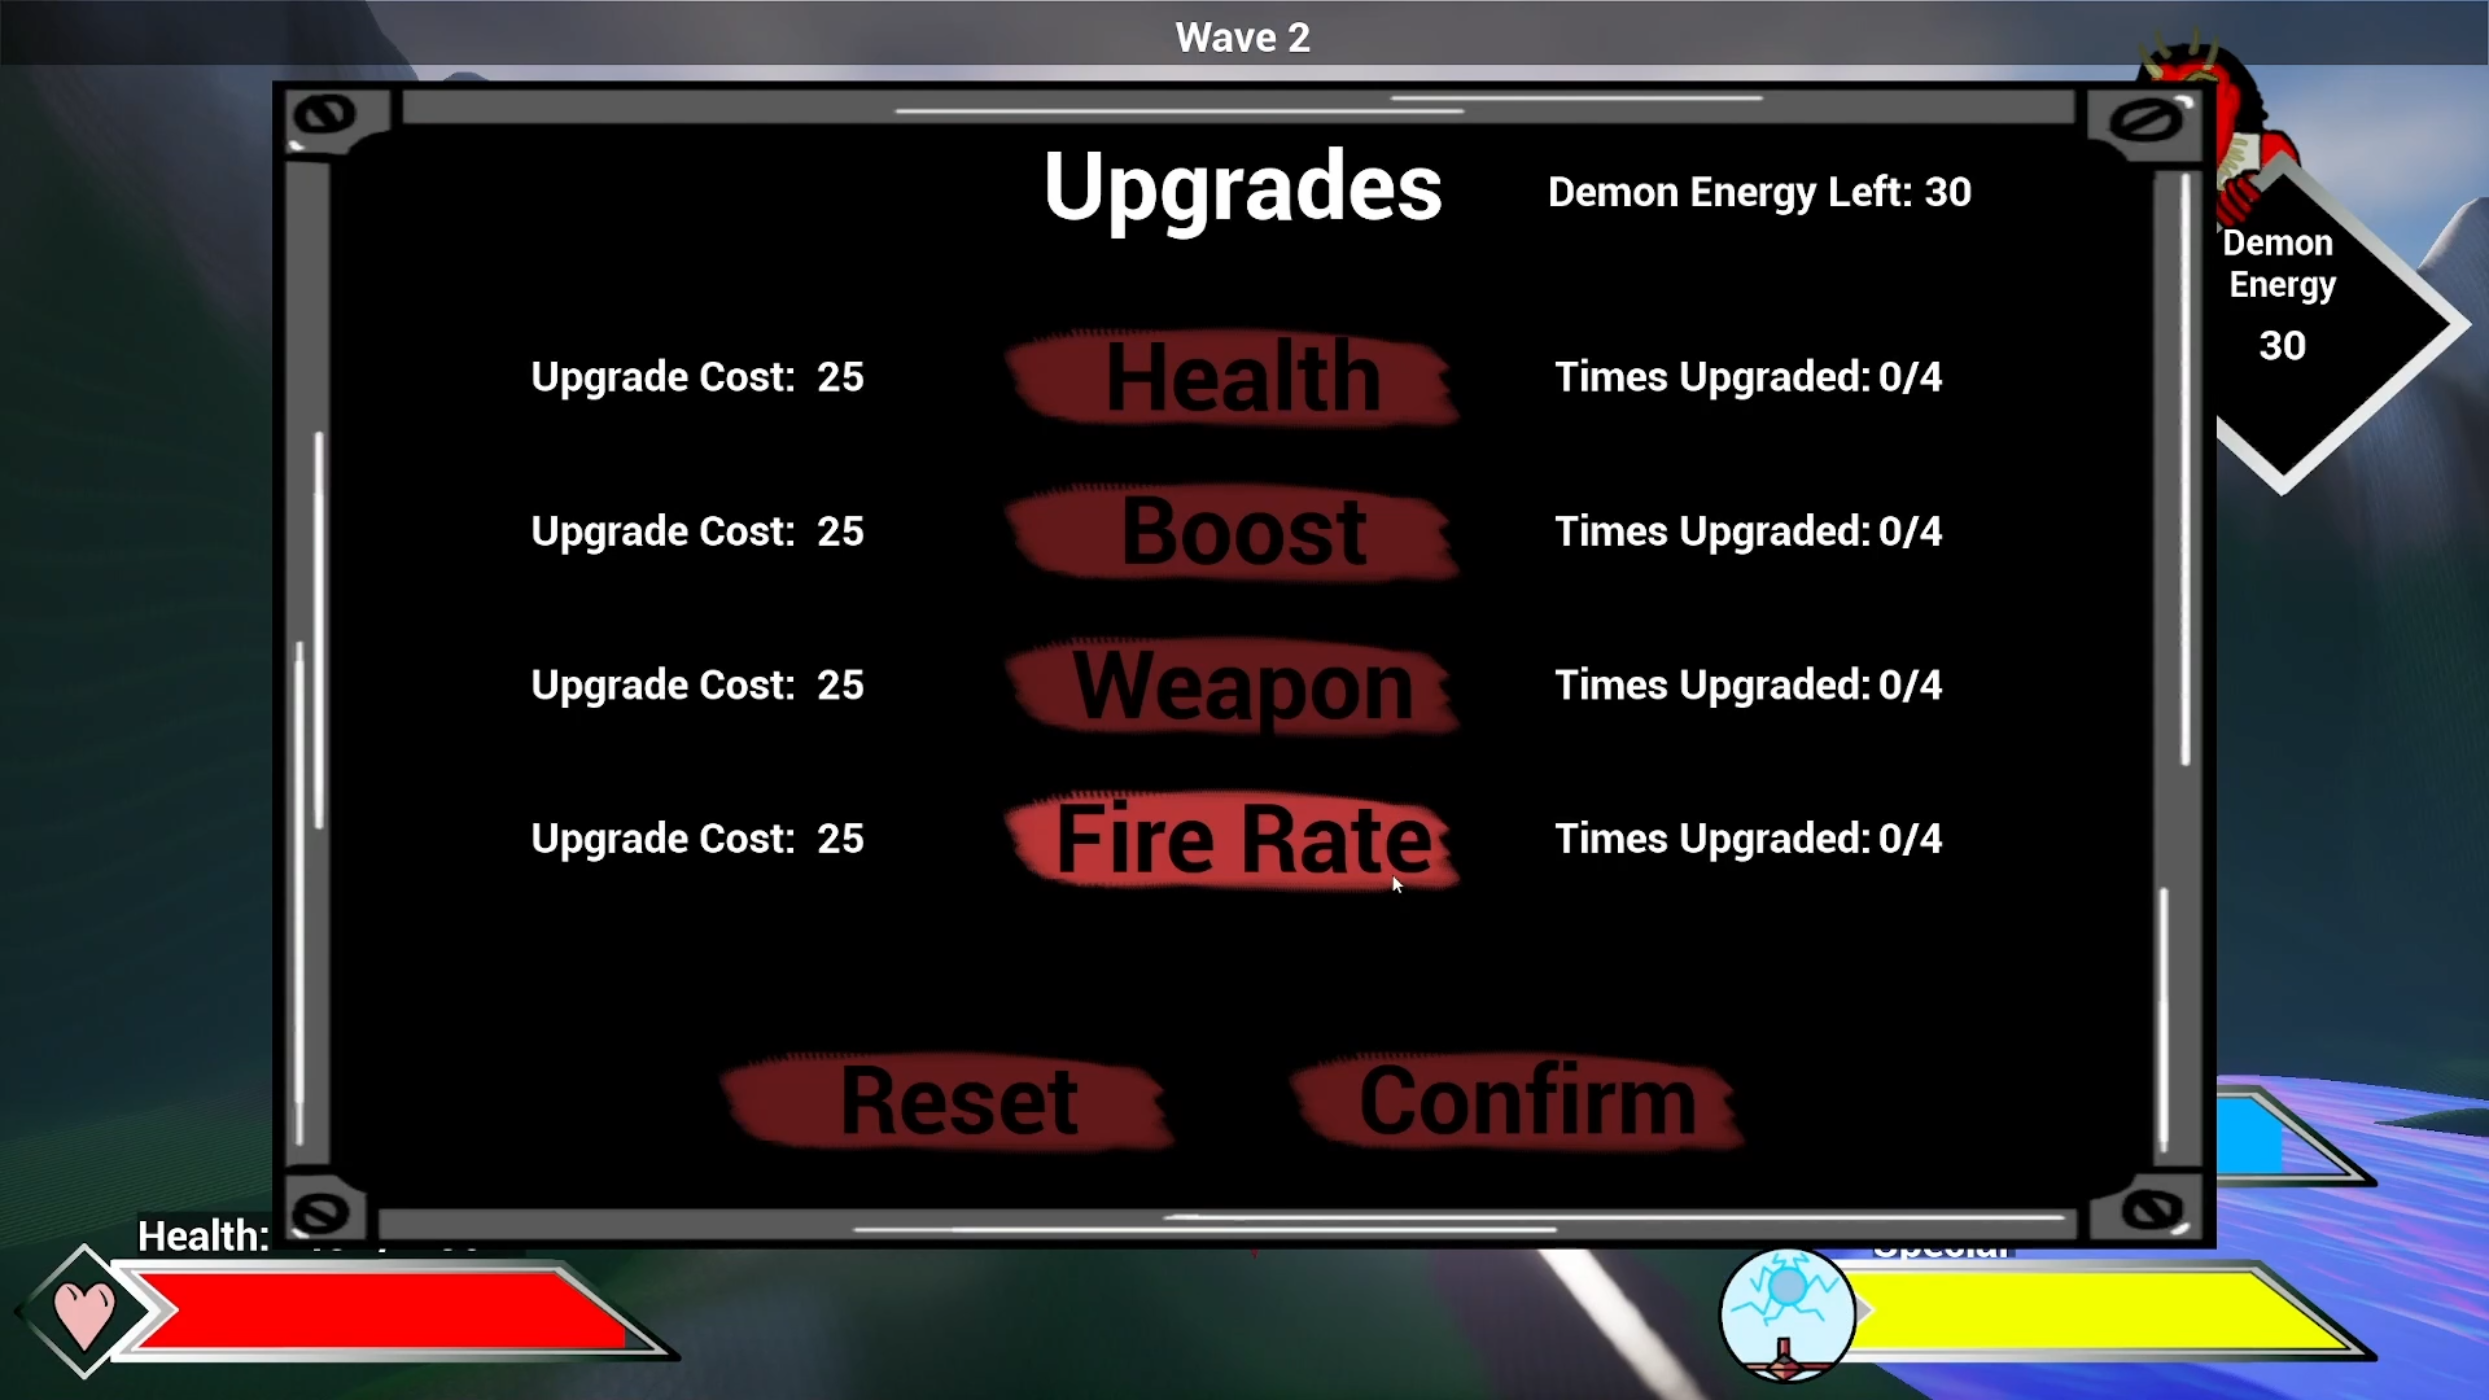 Wave 2
Upgrades
Demon Energy Left: 30
Demon
Energy
30
Upgrade Cost: 25
Health
Times Upgraded: 0/4
Upgrade Cost: 25
Boost
Times Upgraded: 0/4
Upgrade Cost: 25
Weapon
Times Upgraded: 0/4
Upgrade Cost: 25
Fire Rate
Times Upgraded: 0/4
Reset
Confirm
Health:
Special